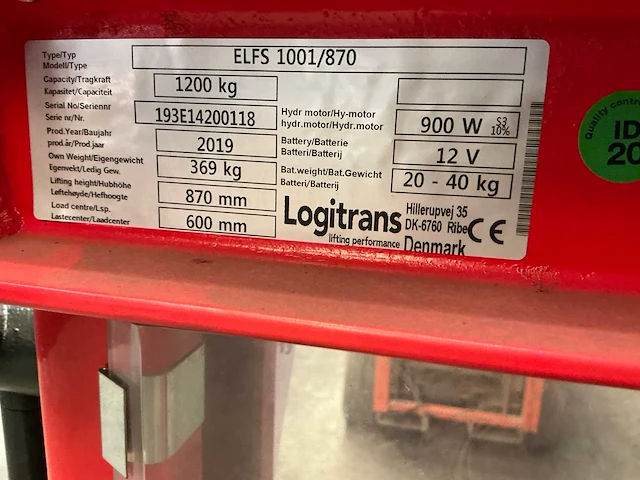 Type/Typ
Modell/Type
ELFS 1001/870
Capacity/Tragkraft
Kapasitet/Capaciteit
1200 kg
Serial No/Seriennr
Serie nr/Nr.
193E14200118
Hydr motor/Hy-motor
hydr.motor/Hydr.motor
900 W S3 10%
Prod.Year/Baujahr
prod.år/Prod.jaar
2019
Battery/Batterie
Batteri/Batterij
12 V
Own Weight/Eigengewicht
Egenvekt/Ledig Gew.
369 kg
Bat.weight/Bat.Gewicht
Batteri/Batterij
20 - 40 kg
Lifting height/Hubhöhe
Løftehøyde/Hefhoogte
870 mm
Load centre/Lsp.
Lastecenter/Laadcenter
600 mm
Logitrans
lifting performance
Hillerupvej 35
DK-6760 Ribe
Denmark
CE
Quality contr
ID
20